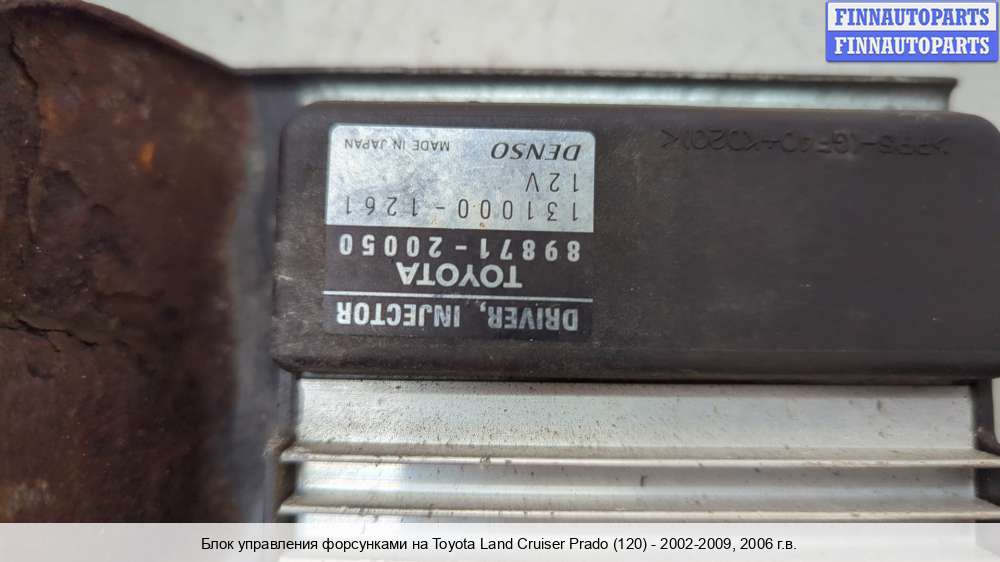 FINNAUTOPARTS
FINNAUTOPARTS
DRIVER, INJECTOR
TOYOTA
89871-20050
131000-1261
12V
DENSO MADE IN JAPAN
Блок управления форсунками на Toyota Land Cruiser Prado (120) - 2002-2009, 2006 г.в.